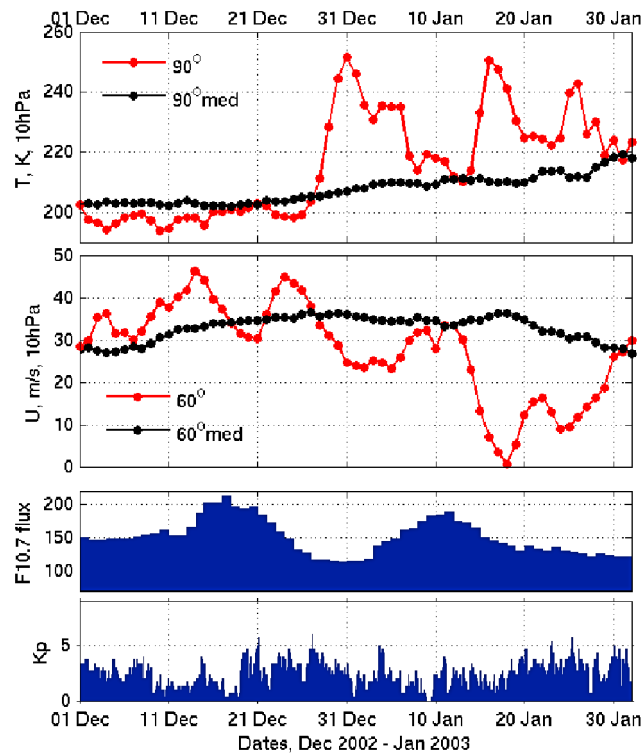 01 Dec 11 Dec 21 Dec 31 Dec 10 Jan 20 Jan 30 Jan
260
240
220
200
T, K, 10hPa
90°
90°med
50
40
30
20
10
0
U, m/s, 10hPa
60°
60°med
200
150
100
F10.7 flux
5
0
Kp
01 Dec 11 Dec 21 Dec 31 Dec 10 Jan 20 Jan 30 Jan
Dates, Dec 2002 - Jan 2003